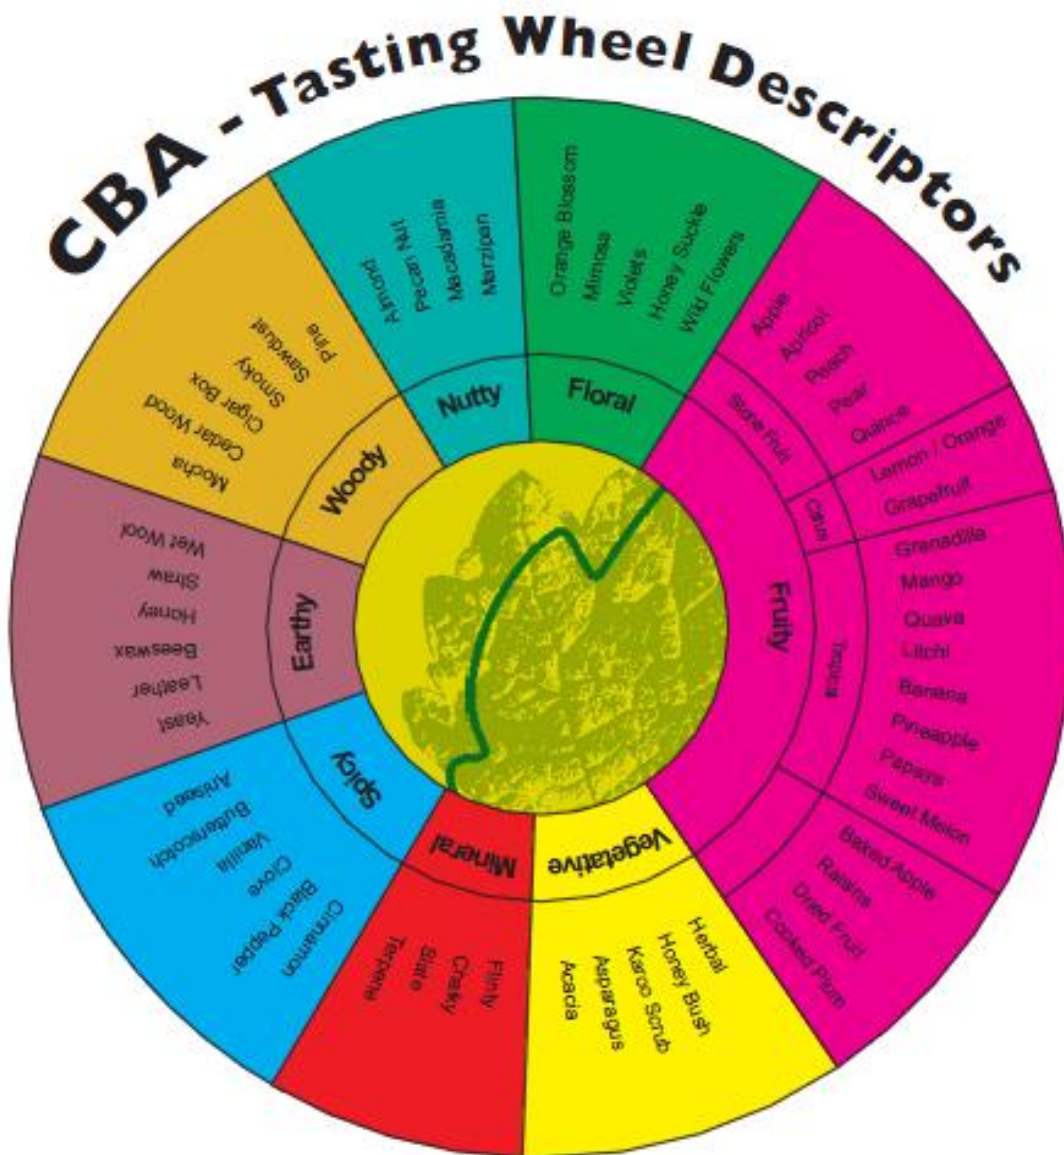 CBA - Tasting Wheel Descriptors
Floral
Orange Blossom
Mimosa
Violets
Honey Suckle
Wild Flowers
Fruity
Stone Fruit
Apple
Apricot
Peach
Pear
Quince
Citrus
Lemon / Orange
Grapefruit
Tropical
Grenadilla
Mango
Quava
Litchi
Banana
Pineapple
Papaya
Sweet Melon
Baked Apple
Raisins
Dried Fruit
Cooked Plum
Vegetative
Herbal
Honey Bush
Karoo Scrub
Asparagus
Acacia
Mineral
Flinty
Chalky
Slate
Terpene
Spicy
Cinnamon
Black Pepper
Clove
Vanilla
Butterscotch
Aniseed
Earthy
Yeast
Leather
Beeswax
Honey
Straw
Wet Wool
Woody
Mocha
Cedar Wood
Cigar Box
Smoky
Sawdust
Pine
Nutty
Almond
Pecan Nut
Macadamia
Marzipan